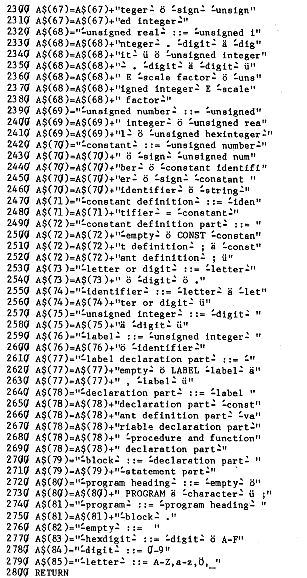 2300 A$(67)=A$(67)+"teger ö <sign> <unsign"
2310 A$(67)=A$(67)+"ed integer>"
2320 A$(68)="<unsigned real> ::= <unsigned i"
2330 A$(68)=A$(68)+"nteger> . <digit> ä <dig"
2340 A$(68)=A$(68)+"it> ü ö <unsigned integer"
2350 A$(68)=A$(68)+"> . <digit> ä <digit> ü"
2360 A$(68)=A$(68)+" E <scale factor> ö <uns"
2370 A$(68)=A$(68)+"igned integer> E <scale"
2380 A$(68)=A$(68)+" factor>"
2390 A$(69)="<unsigned number> ::= <unsigned"
2400 A$(69)=A$(69)+" integer> ö <unsigned rea"
2410 A$(69)=A$(69)+"l> ö <unsigned hexinteger>"
2420 A$(70)="<constant> ::= <unsigned number>"
2430 A$(70)=A$(70)+" ö <sign> <unsigned num"
2440 A$(70)=A$(70)+"ber> ö <constant identifi"
2450 A$(70)=A$(70)+"er> ö <sign> <constant "
2460 A$(70)=A$(70)+"identifier> ö <string>"
2470 A$(71)="<constant definition> ::= <iden"
2480 A$(71)=A$(71)+"tifier> = <constant>"
2490 A$(72)="<constant definition part> ::= "
2500 A$(72)=A$(72)+"<empty> ö CONST <constan"
2510 A$(72)=A$(72)+"t definition> ; ä <const"
2520 A$(72)=A$(72)+"ant definition> ; ü"
2530 A$(73)="<letter or digit> ::= <letter>"
2540 A$(73)=A$(73)+" ö <digit> ö ."
2550 A$(74)="<identifier> ::= <letter> ä <let"
2560 A$(74)=A$(74)+"ter or digit> ü"
2570 A$(75)="<unsigned integer> ::= <digit> "
2580 A$(75)=A$(75)+"ä <digit> ü"
2590 A$(76)="<label> ::= <unsigned integer> "
2600 A$(76)=A$(76)+"ö <identifier>"
2610 A$(77)="<label declaration part> ::= <"
2620 A$(77)=A$(77)+"empty> ö LABEL <label> ä"
2630 A$(77)=A$(77)+" , <label> ü"
2640 A$(78)="<declaration part> ::= <label "
2650 A$(78)=A$(78)+"declaration part> <const"
2660 A$(78)=A$(78)+"ant definition part> <va"
2670 A$(78)=A$(78)+"riable declaration part>"
2680 A$(78)=A$(78)+" <procedure and function"
2690 A$(78)=A$(78)+" declaration part>"
2700 A$(79)="<block> ::= <declaration part> "
2710 A$(79)=A$(79)+"<statement part>"
2720 A$(80)="<program heading> ::= <empty> ö"
2730 A$(80)=A$(80)+" PROGRAM ä <character> ü ;"
2740 A$(81)="<program> ::= <program heading> "
2750 A$(81)=A$(81)+"<block> ."
2760 A$(82)="<empty> ::=  "
2770 A$(83)="<hexdigit> ::= <digit> ö A-F"
2780 A$(84)="<digit> ::= 0-9"
2790 A$(85)="<letter> ::= A-Z,a-z,Ö,_"
2800 RETURN